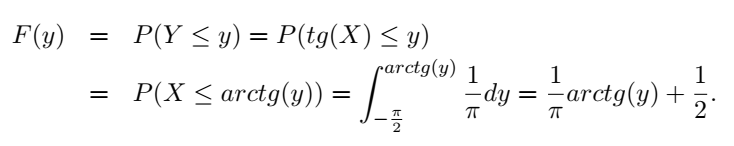 F(y) = P(Y ≤ y) = P(tg(X) ≤ y)
= P(X ≤ arctg(y)) = ∫_{-π/2}^{arctg(y)} 1/π dy = 1/π arctg(y) + 1/2.